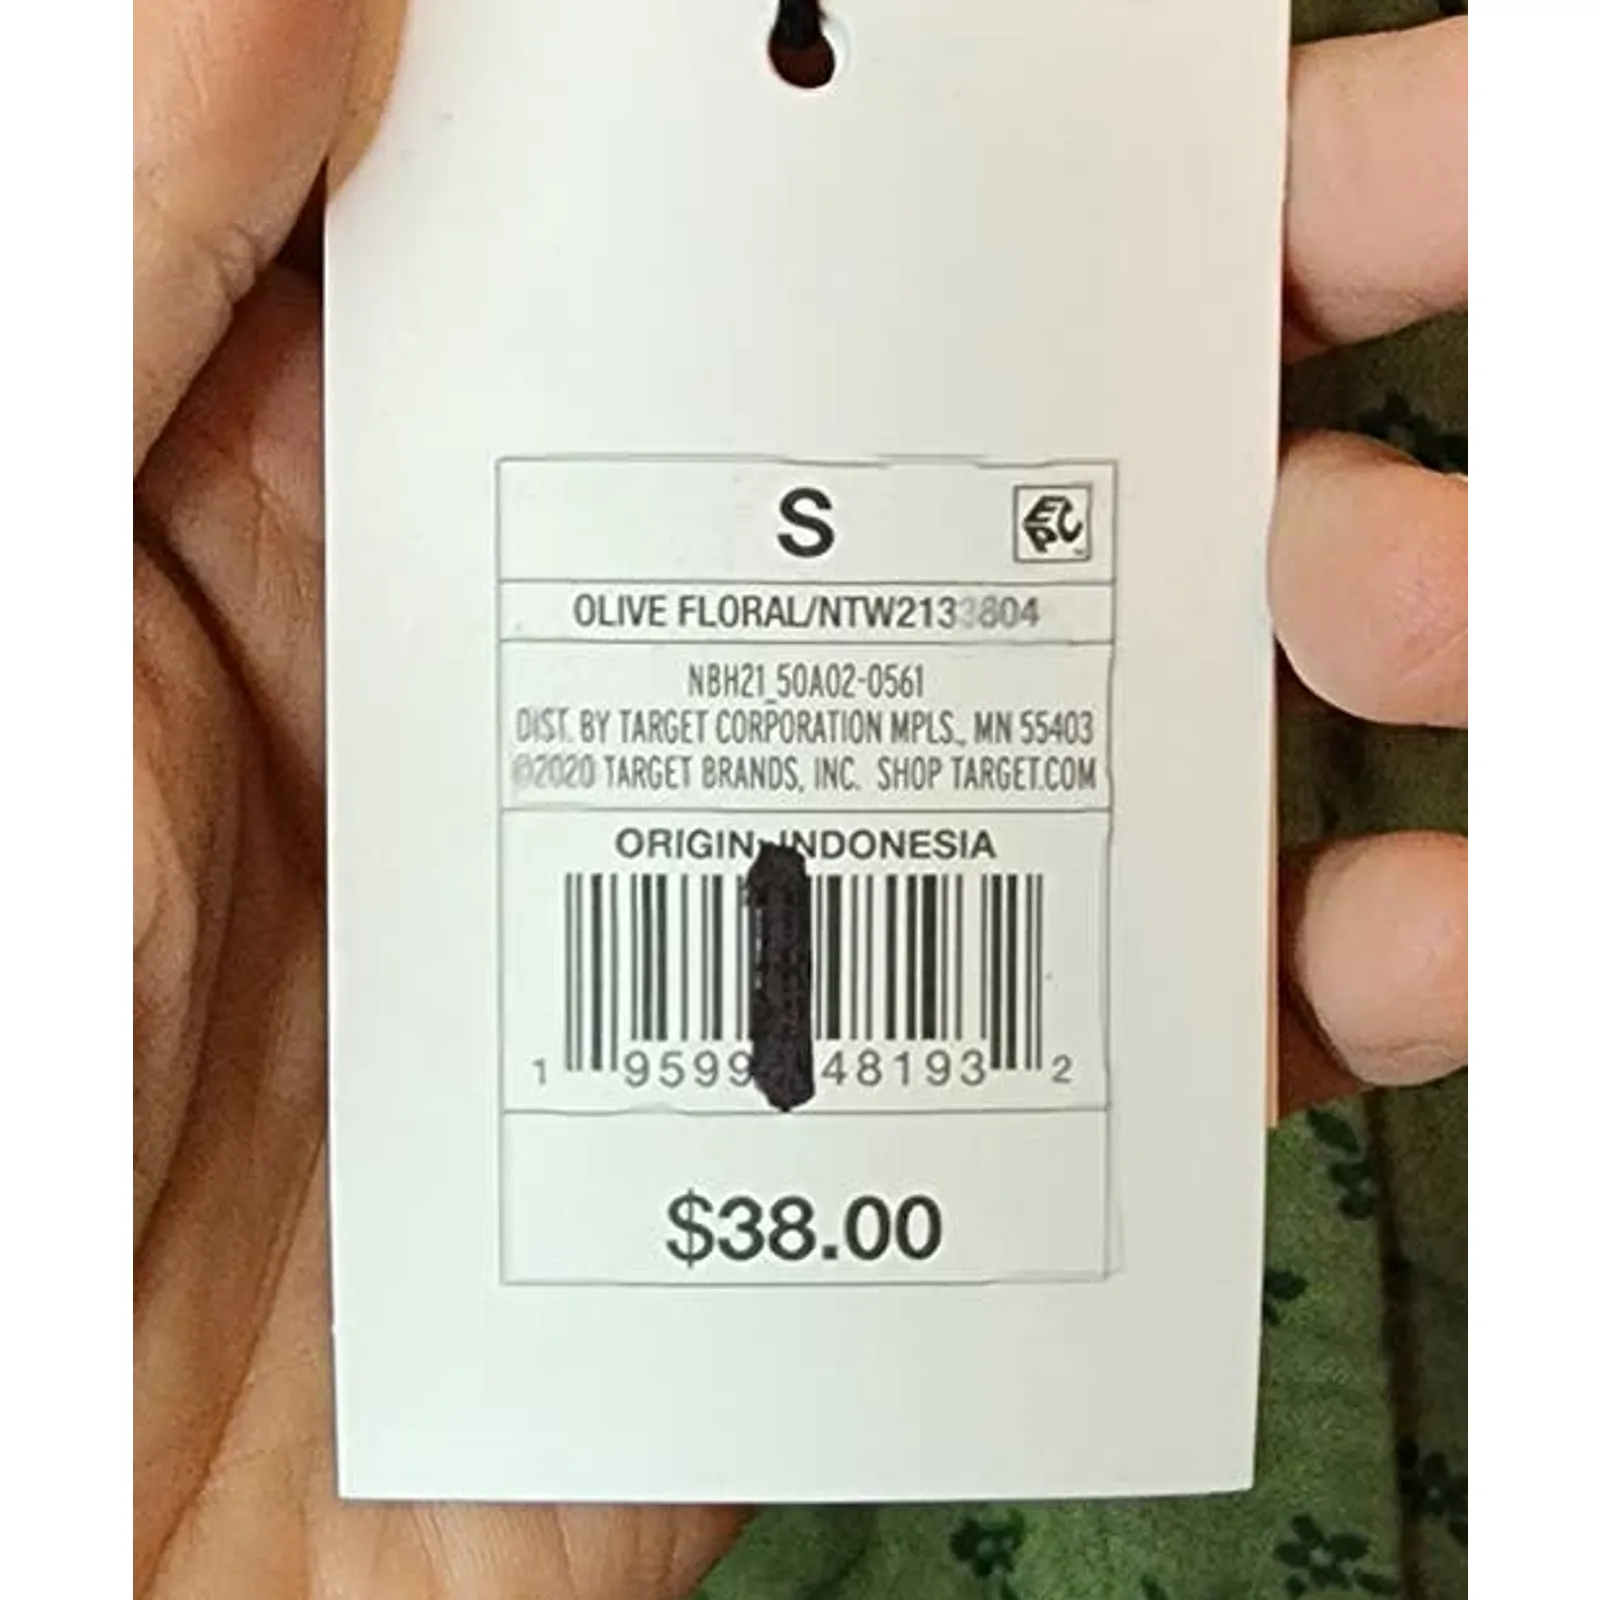 S
EPC
OLIVE FLORAL/NTW2133804
NBH21_50A02-0561
DIST. BY TARGET CORPORATION MPLS., MN 55403
©2020 TARGET BRANDS, INC. SHOP TARGET.COM
ORIGIN: INDONESIA
1 9599 48193 2
$38.00